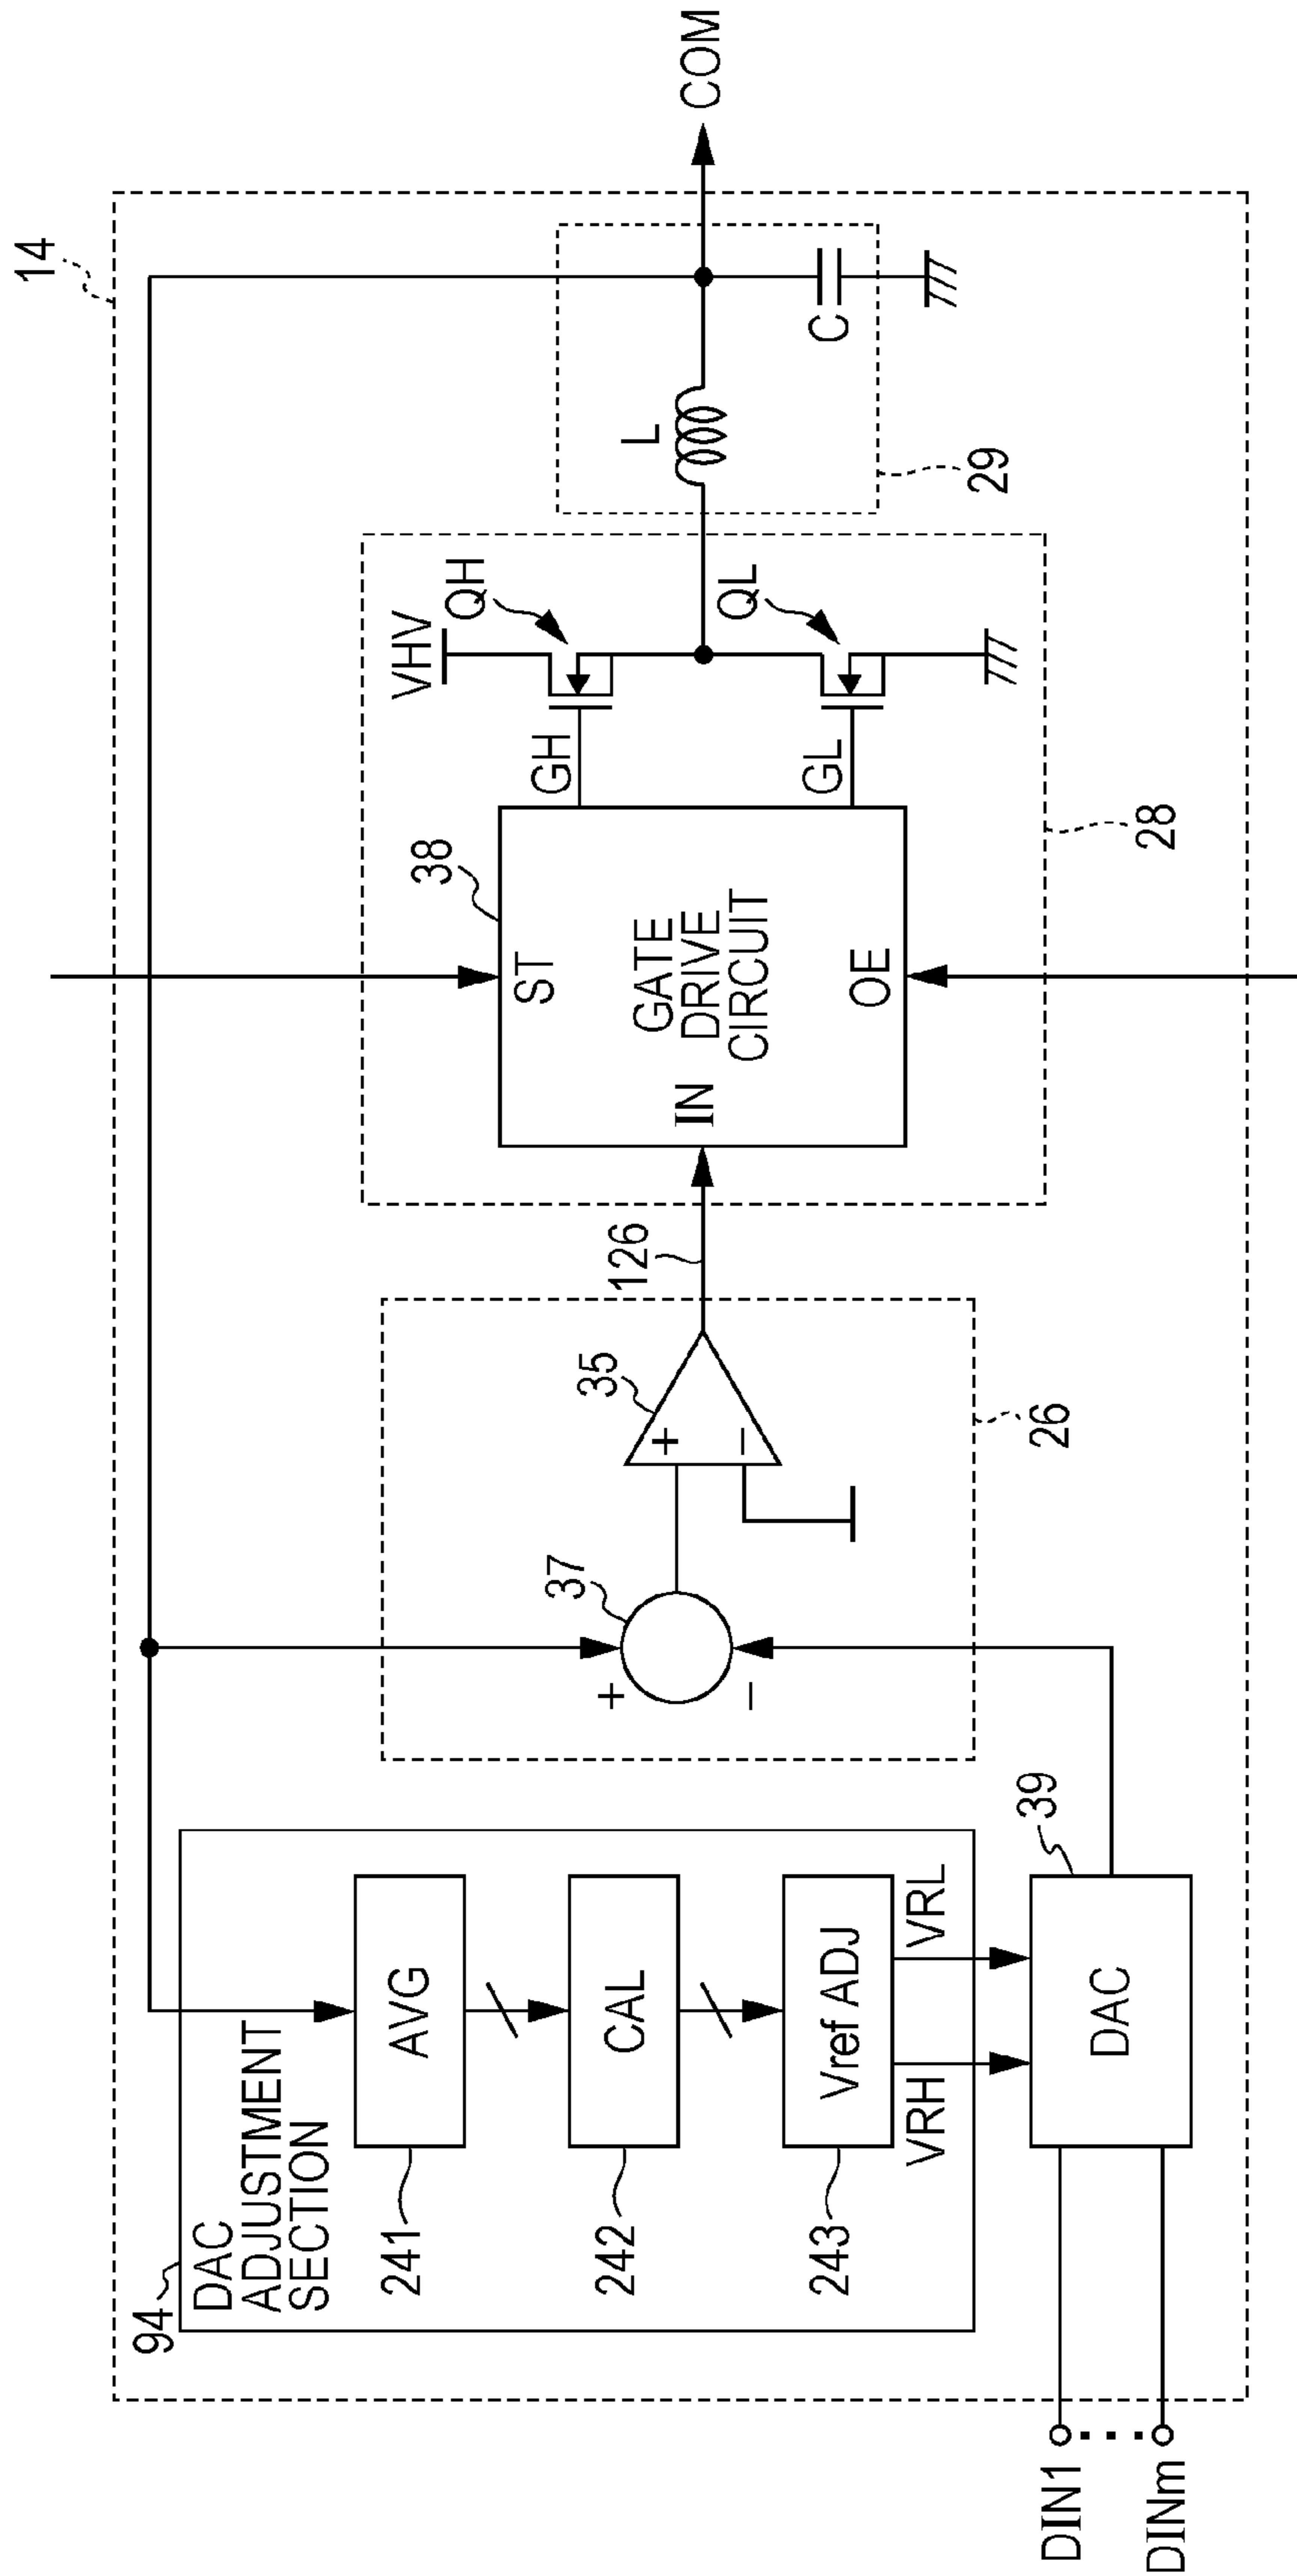 14
94
DAC
ADJUSTMENT
SECTION
241
AVG
242
CAL
243
Vref ADJ
VRH
VRL
39
DAC
DIN1
DINm
37
+
−
35
+
−
26
126
38
ST
IN
GATE
DRIVE
CIRCUIT
OE
GH
GL
VHV
QH
QL
28
L
C
29
COM